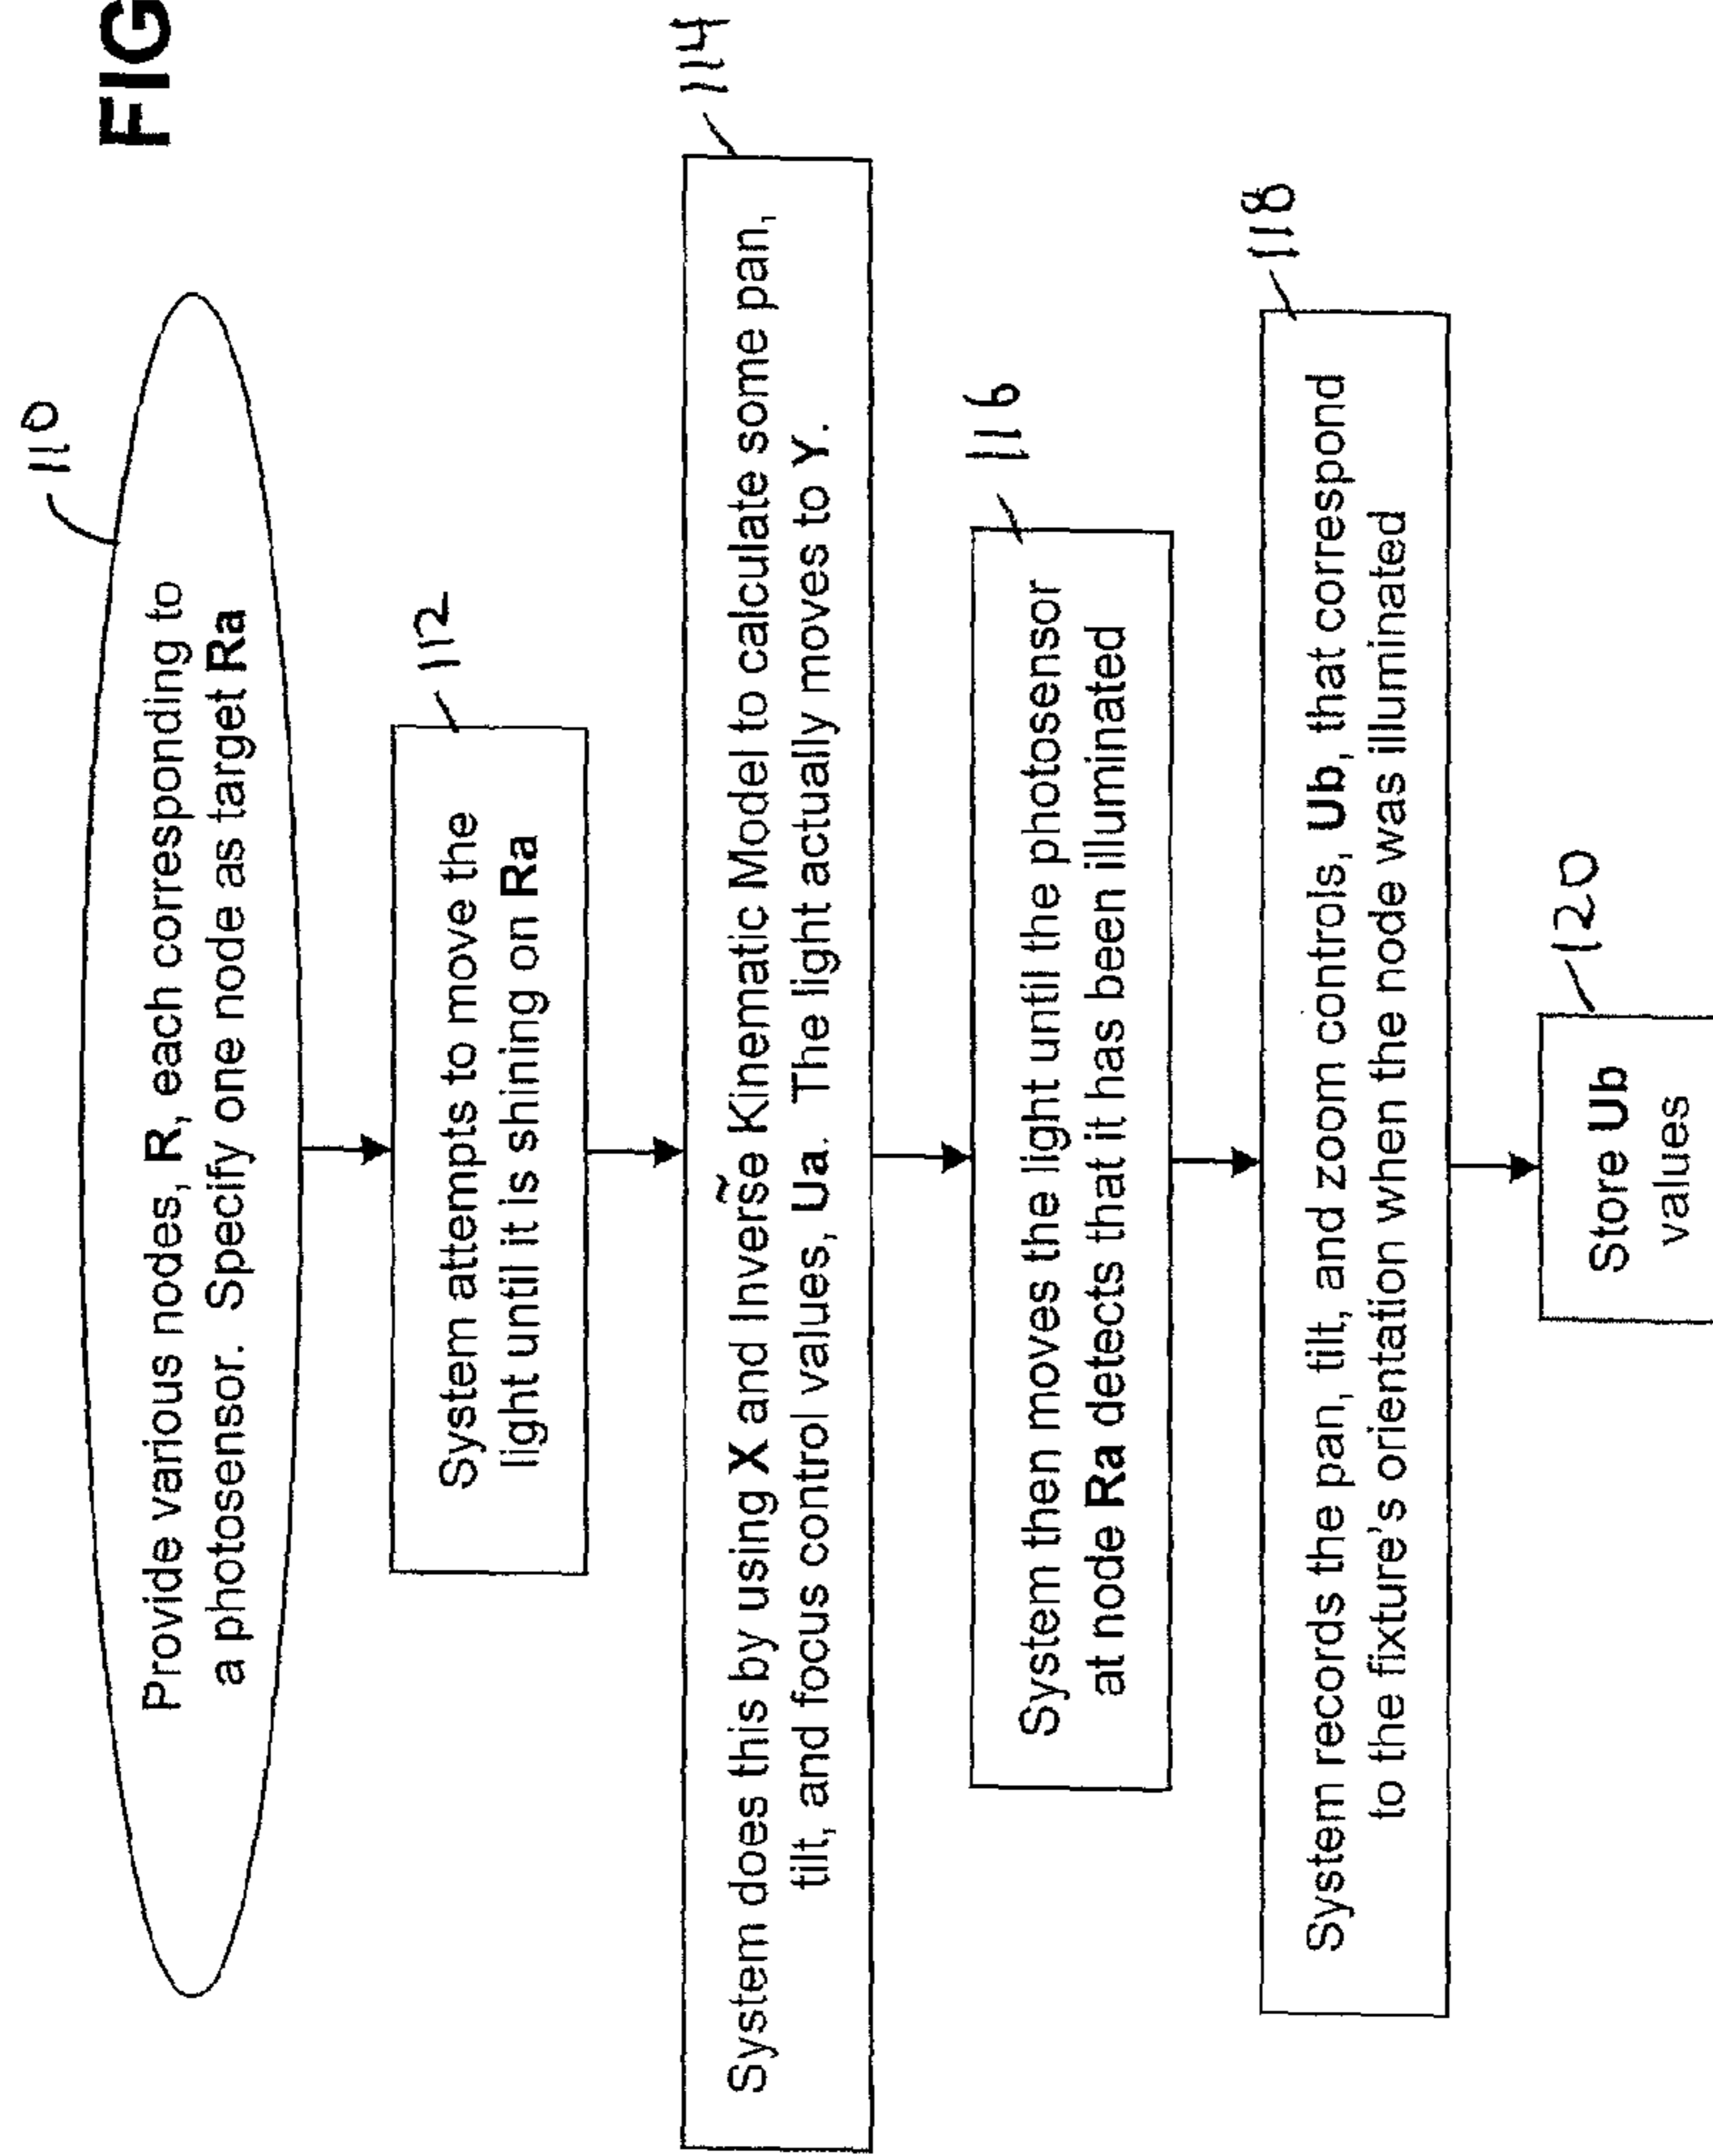 FIG
110
Provide various nodes, R, each corresponding to
a photosensor. Specify one node as target Ra
112
System attempts to move the
light until it is shining on Ra
114
~
System does this by using X and Inverse Kinematic Model to calculate some pan,
tilt, and focus control values, Ua. The light actually moves to Y.
116
System then moves the light until the photosensor
at node Ra detects that it has been illuminated
118
System records the pan, tilt, and zoom controls, Ub, that correspond
to the fixture's orientation when the node was illuminated
120
Store Ub
values